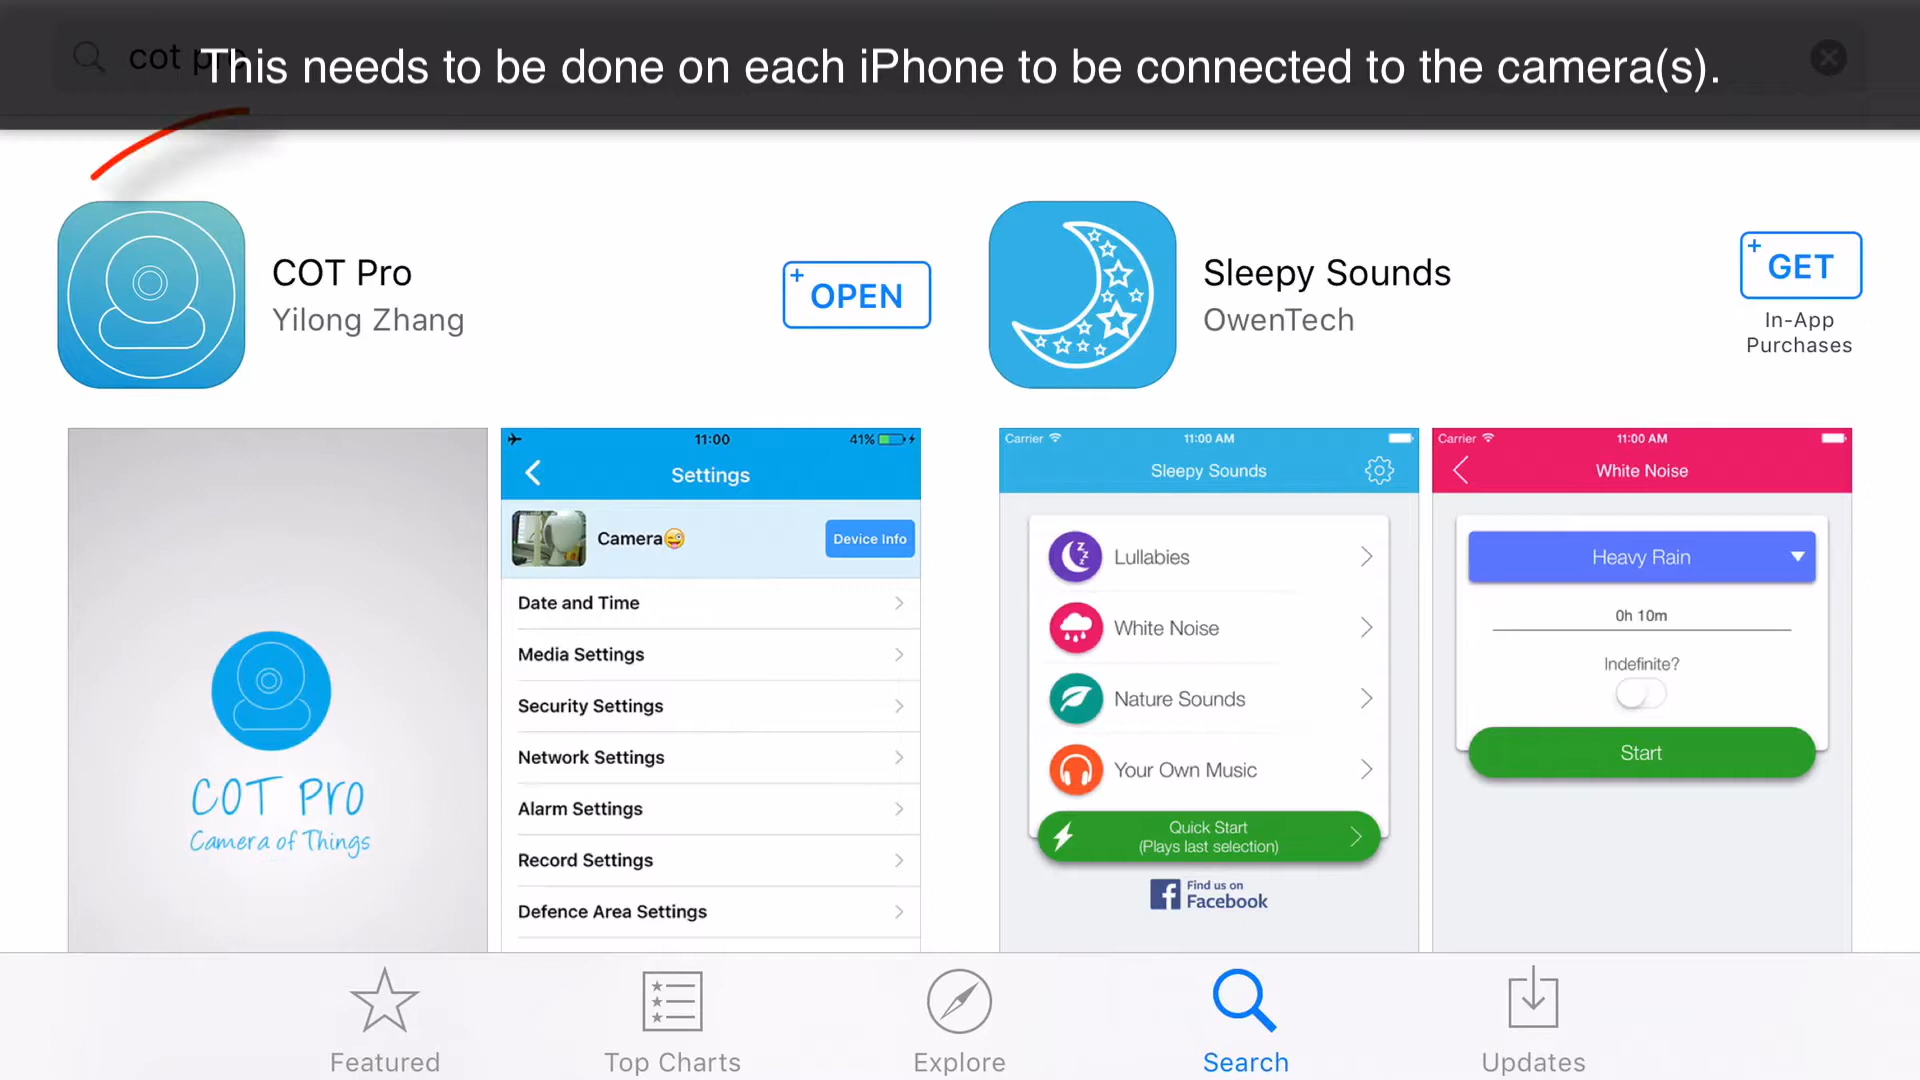 cot pro
This needs to be done on each iPhone to be connected to the camera(s).
COT Pro
Yilong Zhang
+ OPEN
Sleepy Sounds
OwenTech
+ GET
In-App
Purchases
COT Pro
Camera of Things
11:00
41%
Settings
Camera😜
Device Info
Date and Time
Media Settings
Security Settings
Network Settings
Alarm Settings
Record Settings
Defence Area Settings
Carrier
11:00 AM
Sleepy Sounds
Lullabies
White Noise
Nature Sounds
Your Own Music
Quick Start
(Plays last selection)
Find us on
Facebook
Carrier
11:00 AM
White Noise
Heavy Rain
0h 10m
Indefinite?
Start
Featured
Top Charts
Explore
Search
Updates